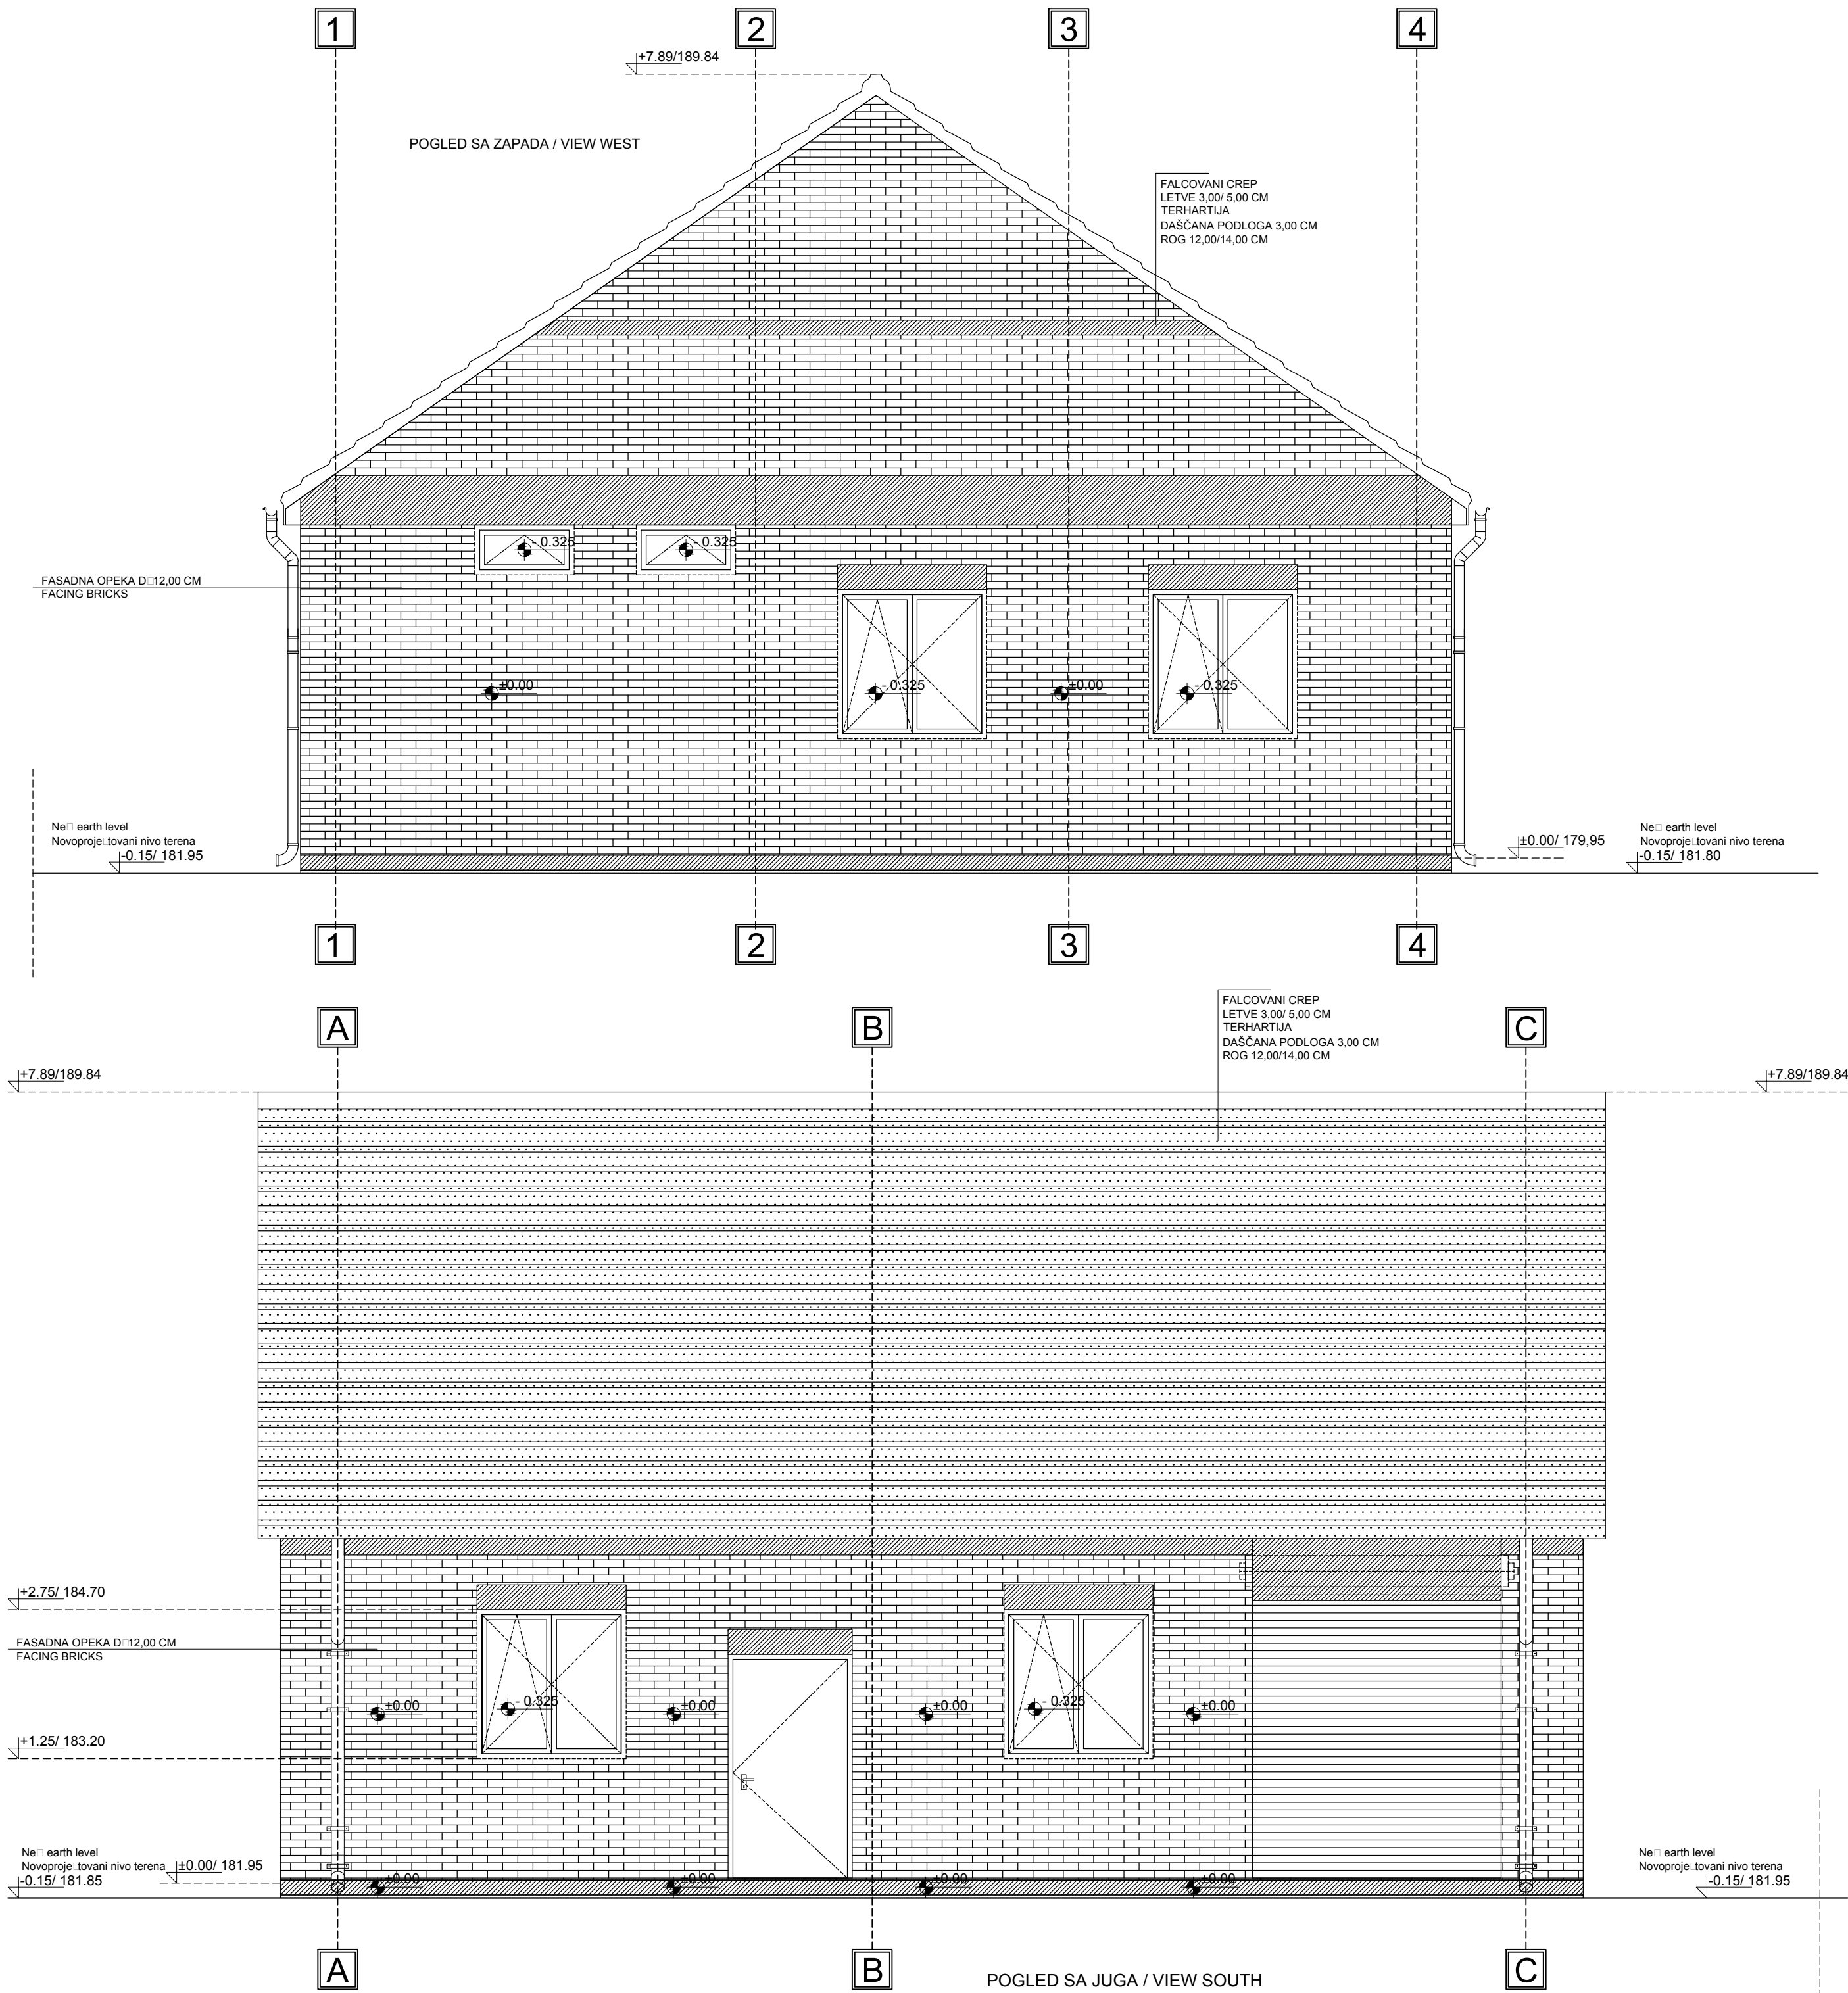 1
2
3
4
+7.89/189.84
POGLED SA ZAPADA / VIEW WEST
FALCOVANI CREP
LETVE 3,00/ 5,00 CM
TERHARTIJA
DAŠČANA PODLOGA 3,00 CM
ROG 12,00/14,00 CM
- 0.325
- 0.325
FASADNA OPEKA D□12,00 CM
FACING BRICKS
±0.00
- 0.325
±0.00
- 0.325
Ne□ earth level
Novoproje□tovani nivo terena
-0.15/ 181.95
±0.00/ 179,95
Ne□ earth level
Novoproje□tovani nivo terena
-0.15/ 181.80
1
2
3
4
FALCOVANI CREP
LETVE 3,00/ 5,00 CM
TERHARTIJA
DAŠČANA PODLOGA 3,00 CM
ROG 12,00/14,00 CM
A
B
C
+7.89/189.84
+7.89/189.84
+2.75/ 184.70
FASADNA OPEKA D□12,00 CM
FACING BRICKS
±0.00
- 0.325
±0.00
±0.00
- 0.325
±0.00
+1.25/ 183.20
Ne□ earth level
Novoproje□tovani nivo terena
±0.00/ 181.95
-0.15/ 181.85
±0.00
±0.00
±0.00
±0.00
Ne□ earth level
Novoproje□tovani nivo terena
-0.15/ 181.95
A
B
C
POGLED SA JUGA / VIEW SOUTH